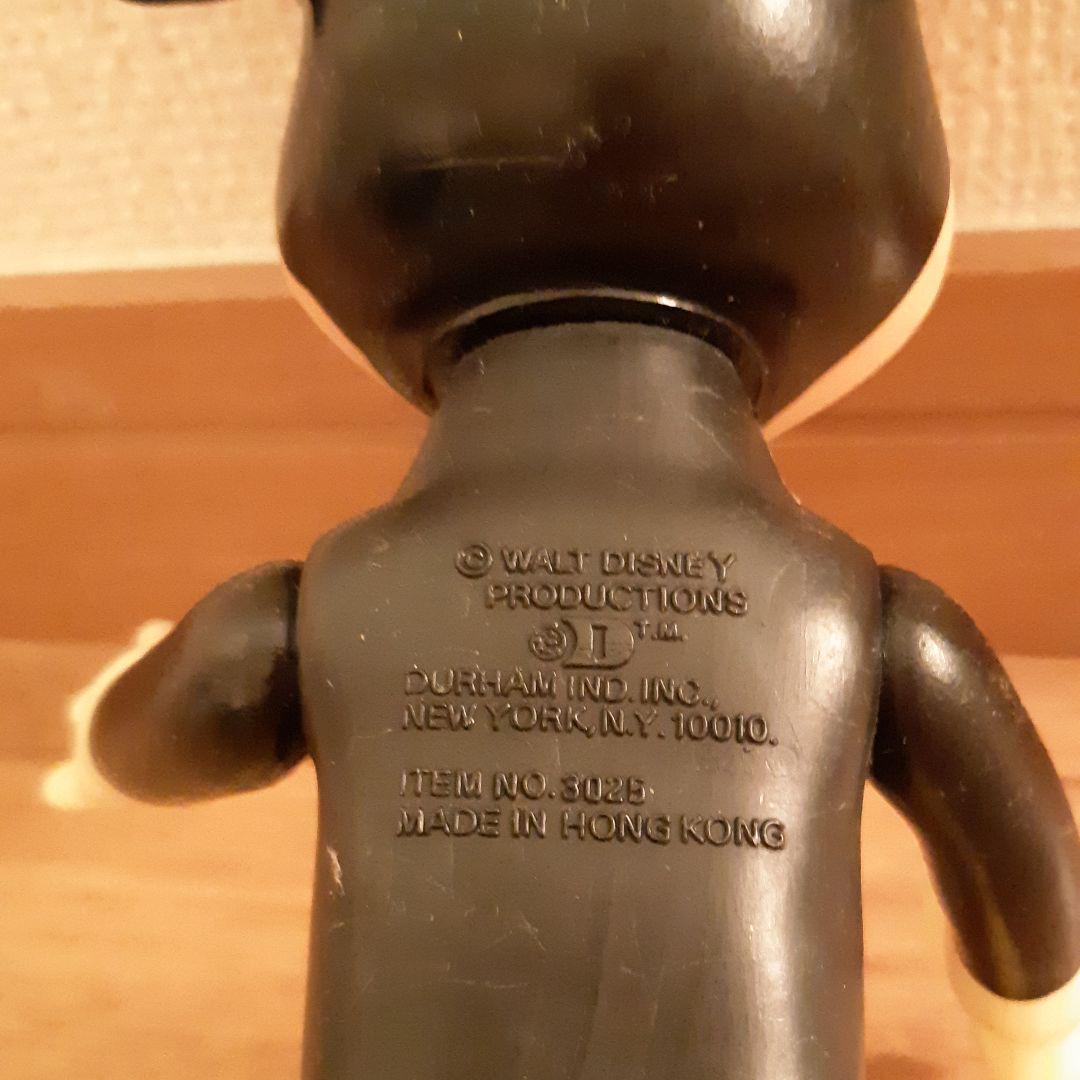 © WALT DISNEY
PRODUCTIONS
D T.M.
DURHAM IND. INC.,
NEW YORK, N.Y. 10010.
ITEM NO. 3025
MADE IN HONG KONG